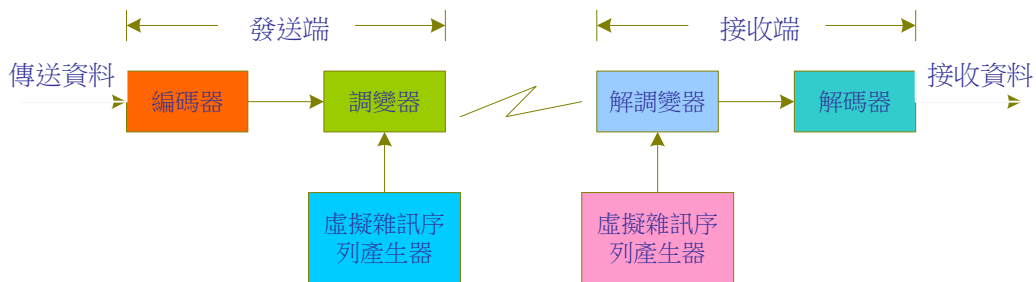 發送端
接收端
傳送資料
接收資料
編碼器
調變器
解調變器
解碼器
虛擬雜訊序
列產生器
虛擬雜訊序
列產生器